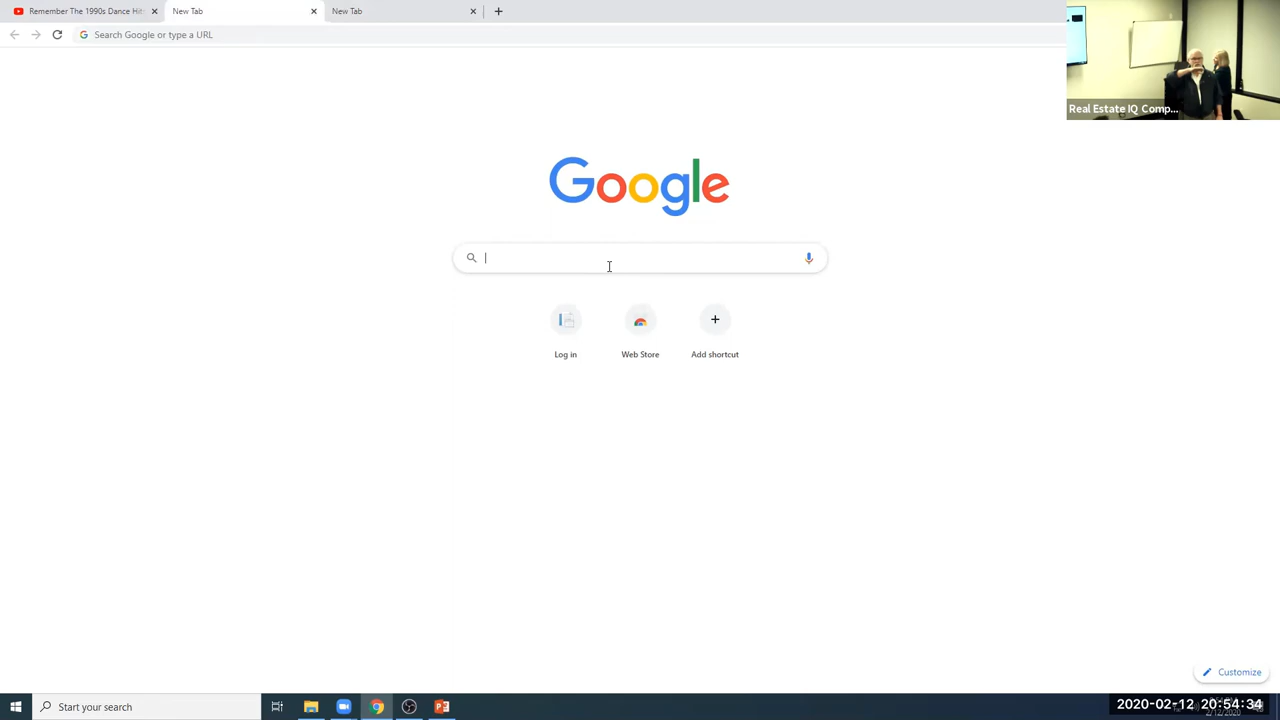 Remember The 1990s Dance Hits
New Tab
New Tab
Search Google or type a URL
Real Estate IQ Comp...
Google
Log in
Web Store
Add shortcut
Customize
Start your search
2020-02-12 20:54:34